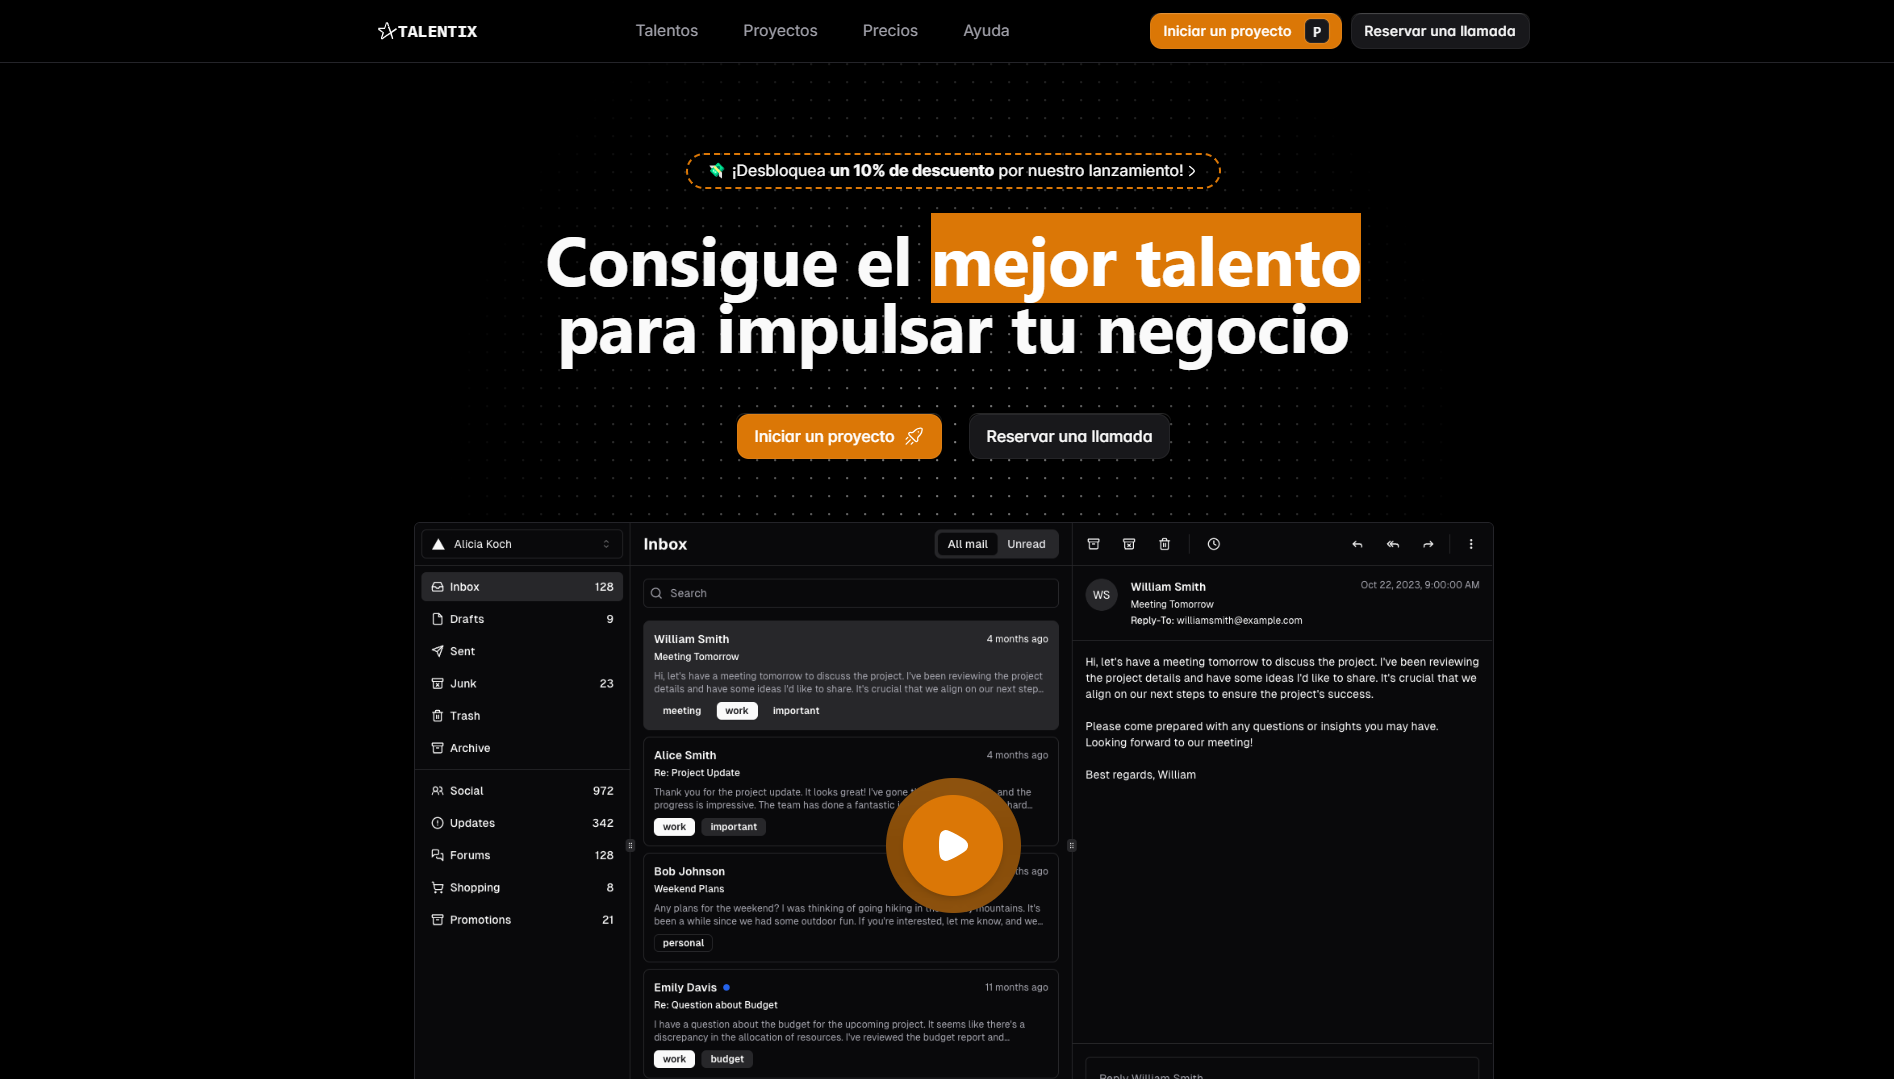 TALENTIX
Talentos
Proyectos
Precios
Ayuda
Iniciar un proyecto P
Reservar una llamada
¡Desbloquea un 10% de descuento por nuestro lanzamiento!
Consigue el mejor talento
para impulsar tu negocio
Iniciar un proyecto
Reservar una llamada
Alicia Koch
Inbox 128
Drafts 9
Sent
Junk 23
Trash
Archive
Social 972
Updates 342
Forums 128
Shopping 8
Promotions 21
Inbox
All mail
Unread
Search
William Smith 4 months ago
Meeting Tomorrow
Hi, let's have a meeting tomorrow to discuss the project. I've been reviewing the project
details and have some ideas I'd like to share. It's crucial that we align on our next step...
meeting work important
Alice Smith 4 months ago
Re: Project Update
Thank you for the project update. It looks great! I've gone and the
progress is impressive. The team has done a fantastic hard...
work important
Bob Johnson ago
Weekend Plans
Any plans for the weekend? I was thinking of going hiking in mountains. It's
been a while since we had some outdoor fun. If you're interested, let me know, and we...
personal
Emily Davis 11 months ago
Re: Question about Budget
I have a question about the budget for the upcoming project. It seems like there's a
discrepancy in the allocation of resources. I've reviewed the budget report and...
work budget
WS
William Smith Oct 22, 2023, 9:00:00 AM
Meeting Tomorrow
Reply-To: williamsmith@example.com
Hi, let's have a meeting tomorrow to discuss the project. I've been reviewing
the project details and have some ideas I'd like to share. It's crucial that we
align on our next steps to ensure the project's success.
Please come prepared with any questions or insights you may have.
Looking forward to our meeting!
Best regards, William
Reply William Smith...